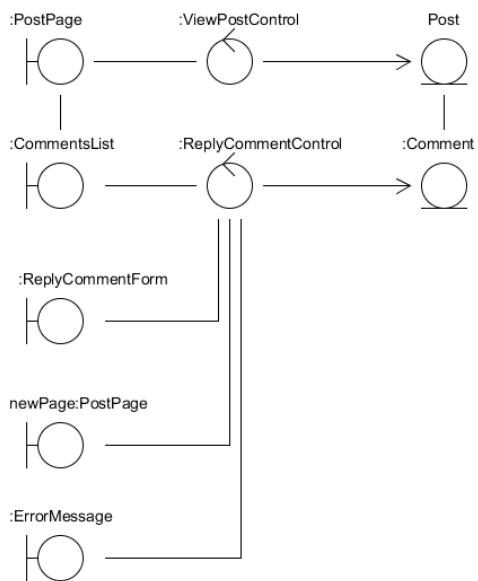 :PostPage
:ViewPostControl
Post
:CommentsList
:ReplyCommentControl
:Comment
:ReplyCommentForm
newPage:PostPage
:ErrorMessage